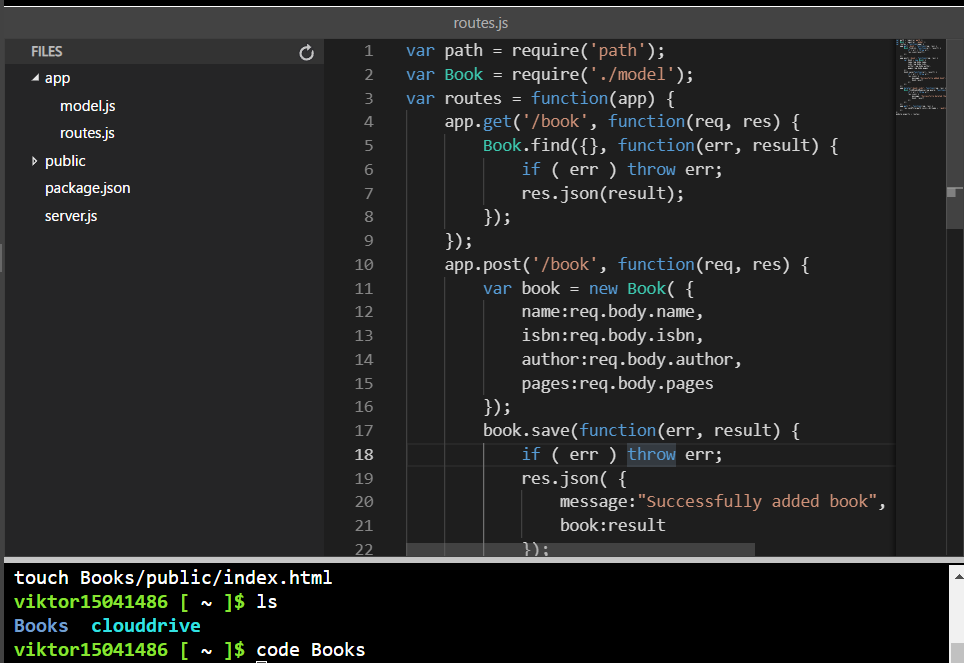 routes.js
FILES
app
model.js
routes.js
public
package.json
server.js
1 var path = require('path');
2 var Book = require('./model');
3 var routes = function(app) {
4 app.get('/book', function(req, res) {
5 Book.find({}, function(err, result) {
6 if ( err ) throw err;
7 res.json(result);
8 });
9 });
10 app.post('/book', function(req, res) {
11 var book = new Book( {
12 name:req.body.name,
13 isbn:req.body.isbn,
14 author:req.body.author,
15 pages:req.body.pages
16 });
17 book.save(function(err, result) {
18 if ( err ) throw err;
19 res.json( {
20 message:"Successfully added book",
21 book:result
22 });
touch Books/public/index.html
viktor15041486 [ ~ ]$ ls
Books clouddrive
viktor15041486 [ ~ ]$ code Books